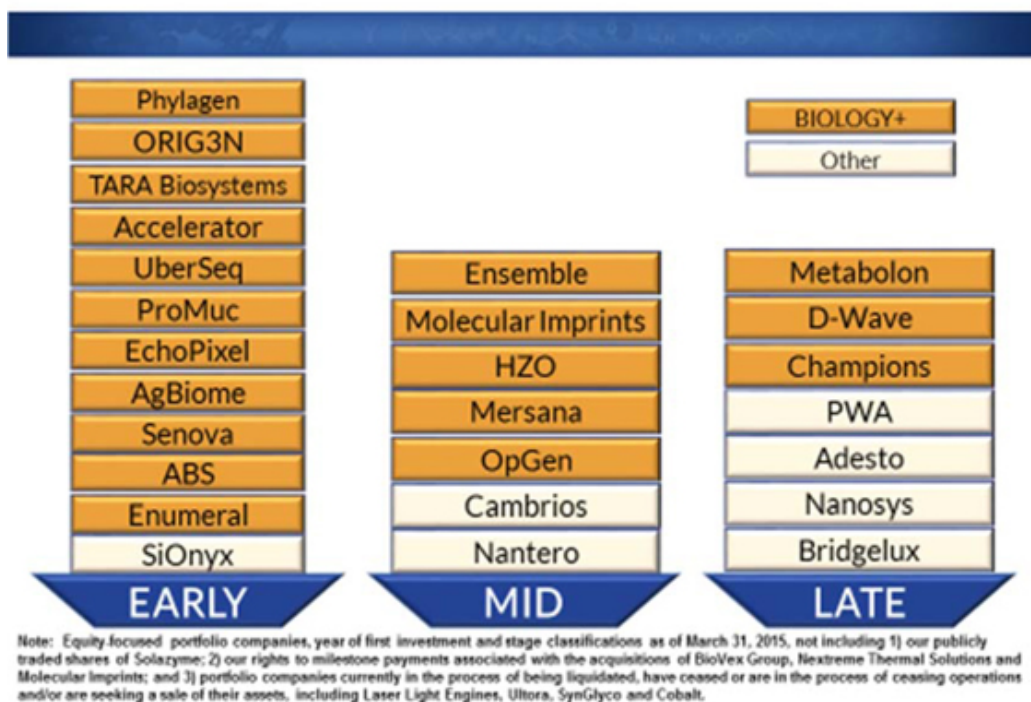 Phylagen
ORIG3N
TARA Biosystems
Accelerator
UberSeq
ProMuc
EchoPixel
AgBiome
Senova
ABS
Enumeral
SiOnyx
EARLY
Ensemble
Molecular Imprints
HZO
Mersana
OpGen
Cambrios
Nantero
MID
BIOLOGY+
Other
Metabolon
D-Wave
Champions
PWA
Adesto
Nanosys
Bridgelux
LATE
Note: Equity-focused portfolio companies, year of first investment and stage classifications as of March 31, 2015, not including 1) our publicly
traded shares of Solazyme; 2) our rights to milestone payments associated with the acquisitions of BioVex Group, Nextreme Thermal Solutions and
Molecular Imprints; and 3) portfolio companies currently in the process of being liquidated, have ceased or are in the process of ceasing operations
and/or are seeking a sale of their assets, including Laser Light Engines, Ultora, SynGlyco and Cobalt.